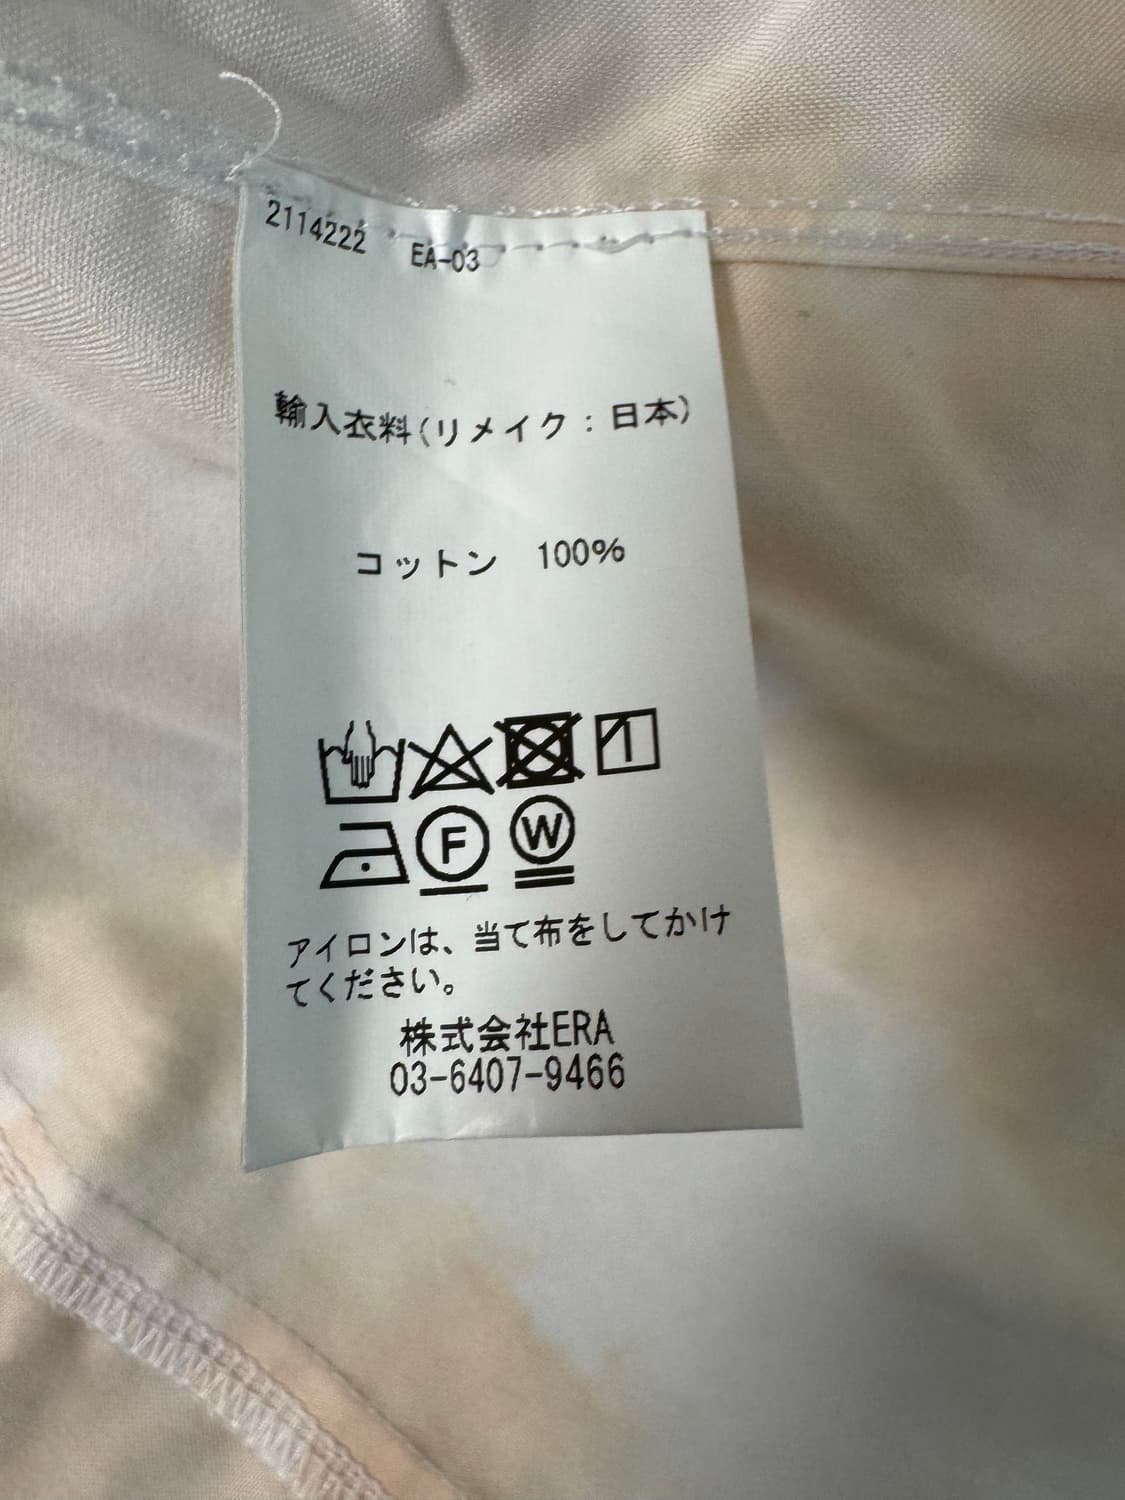 2114222 EA-03
輸入衣料(リメイク:日本)
コットン 100%
F W
アイロンは、当て布をしてかけ
てください。
株式会社ERA
03-6407-9466